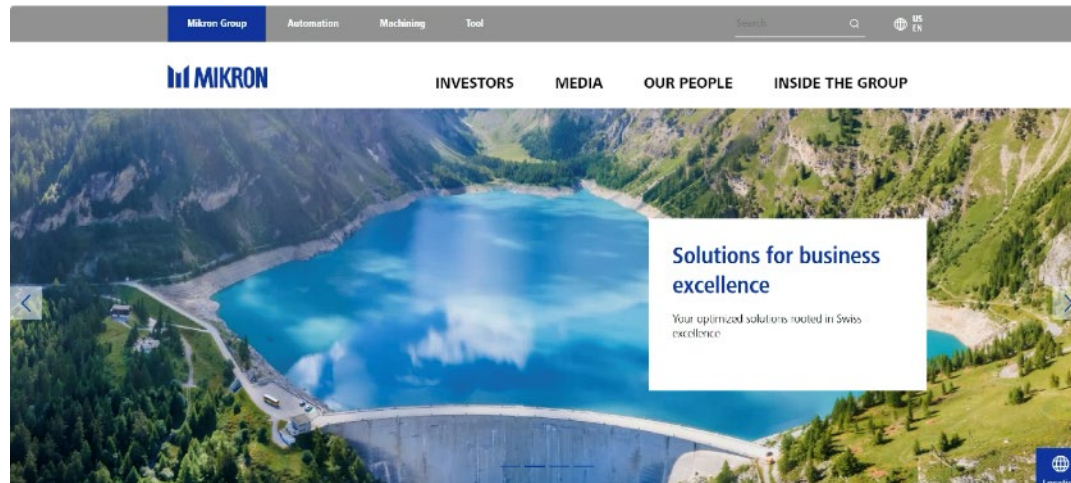 Mikron Group Automation Machining Tool Search US
EN
MIKRON INVESTORS MEDIA OUR PEOPLE INSIDE THE GROUP
Solutions for business
excellence
Your optimized solutions rooted in Swiss
excellence